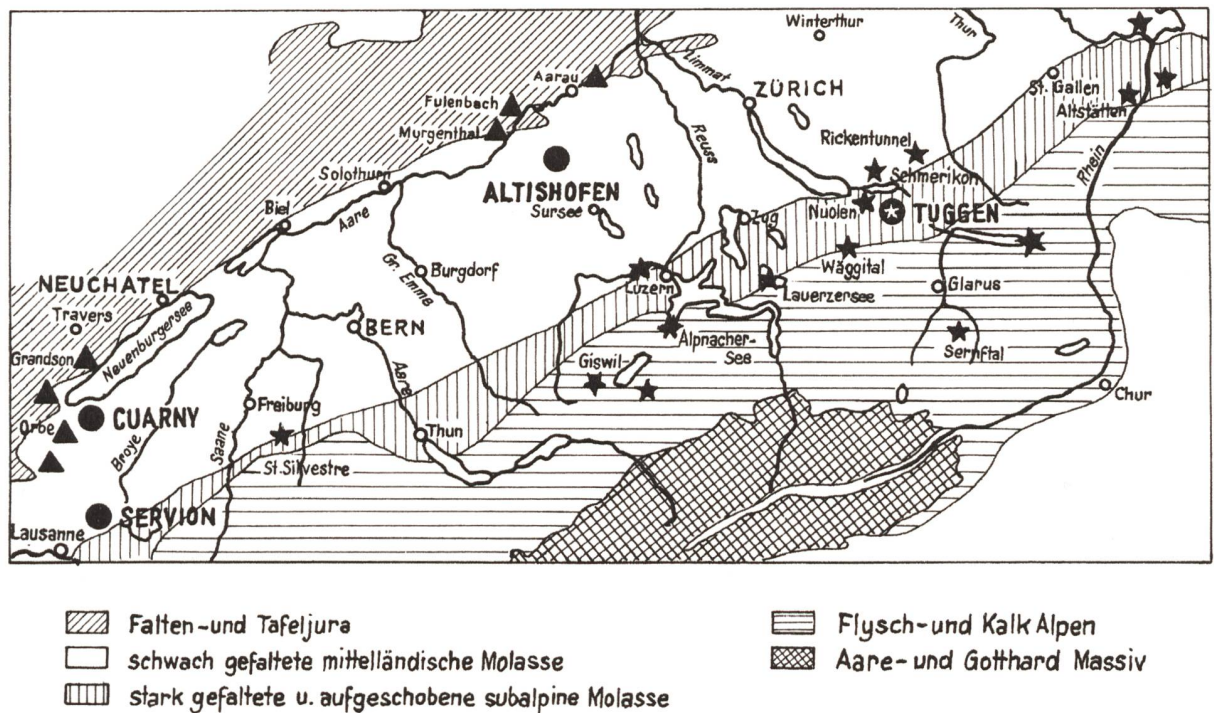 Winterthur
Thur
Limmat
Aarau
ZÜRICH
St. Gallen
Fulenbach
Altstätten
Murgenthal
Reuss
Rickentunnel
Rhein
Schmerikon
Solothurn
ALTISHOFEN
Sursee
Nuolen
TUGGEN
Biel
Aare
Zug
Wäggital
Gr. Emme
Burgdorf
Luzern
Lauerzersee
Glarus
NEUCHATEL
Travers
Neuenburgersee
BERN
Alpnacher-
See
Sernftal
Grandson
Giswil
Aare
Chur
CUARNY
Freiburg
Orbe
Broye
Saane
Thun
St. Silvestre
SERVION
Lausanne
Falten-und Tafeljura
schwach gefaltete mittelländische Molasse
stark gefaltete u. aufgeschobene subalpine Molasse
Flysch-und Kalk Alpen
Aare-und Gotthard Massiv